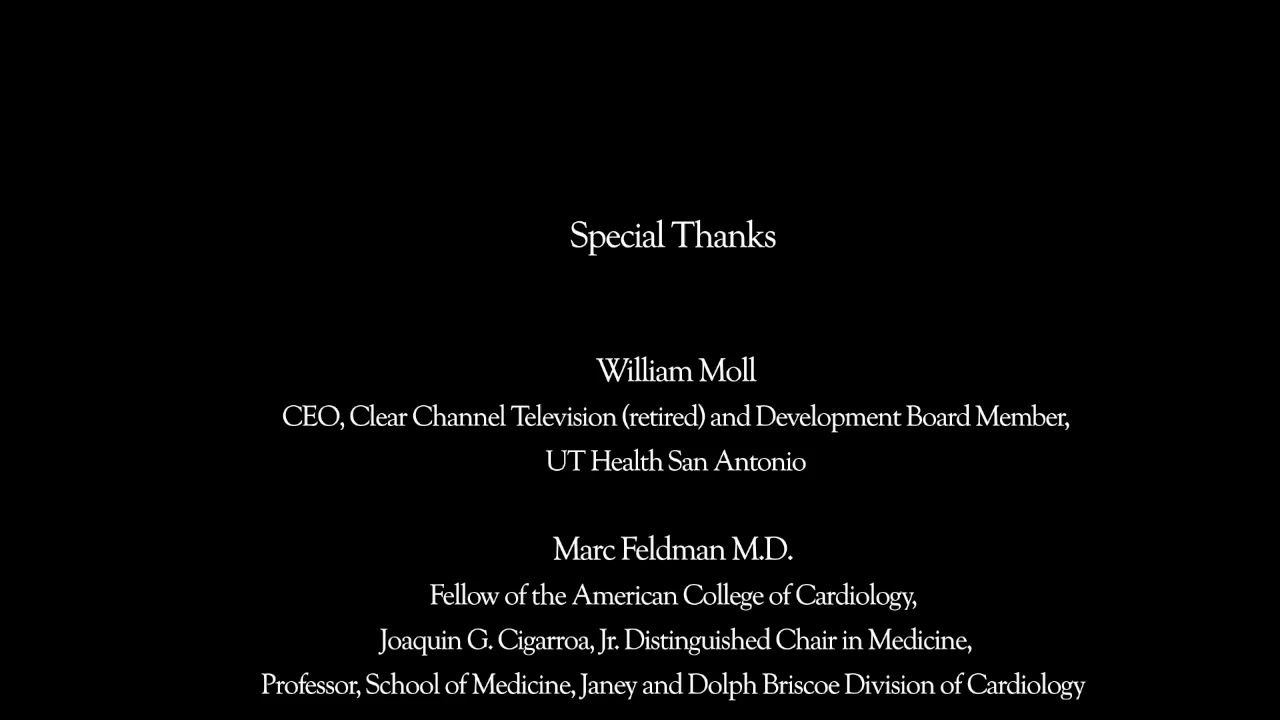 Special Thanks
William Moll
CEO, Clear Channel Television (retired) and Development Board Member,
UT Health San Antonio
Marc Feldman M.D.
Fellow of the American College of Cardiology,
Joaquin G. Cigarroa, Jr. Distinguished Chair in Medicine,
Professor, School of Medicine, Janey and Dolph Briscoe Division of Cardiology